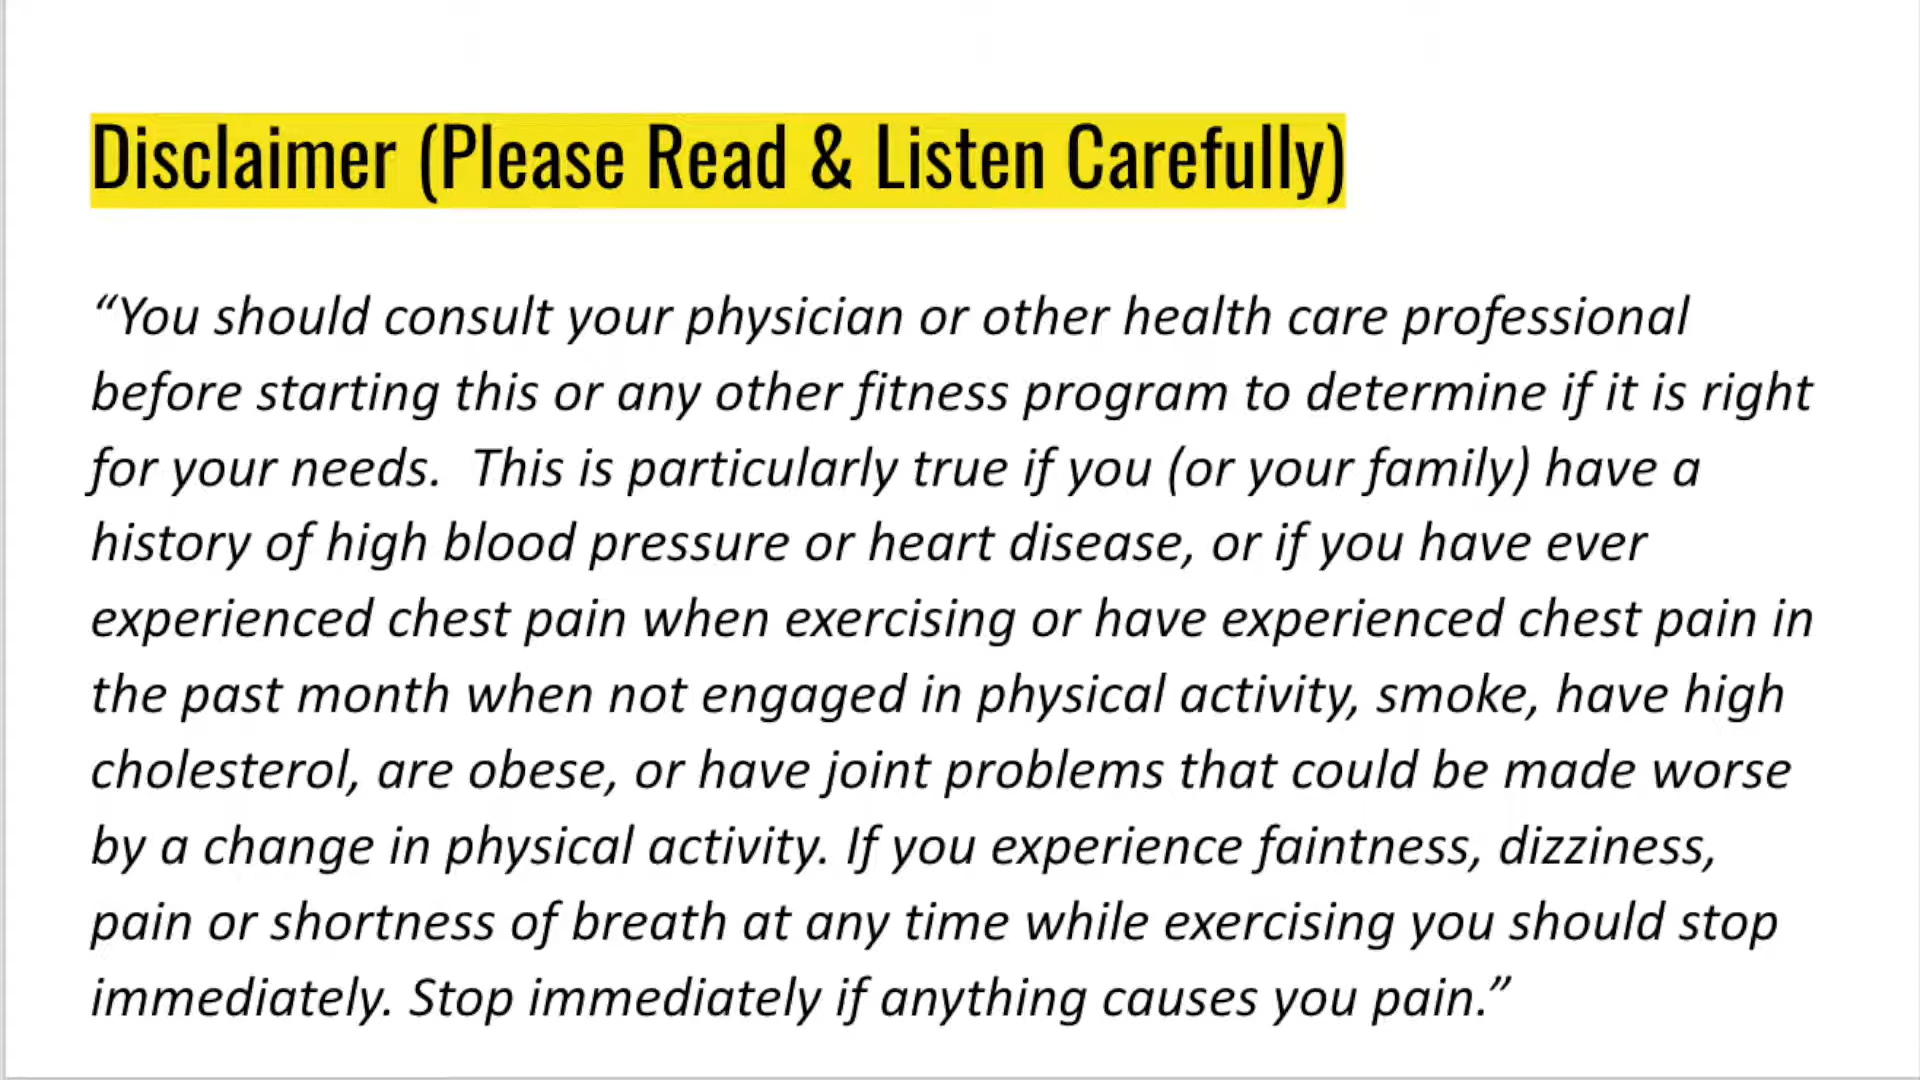 Disclaimer (Please Read & Listen Carefully)
“You should consult your physician or other health care professional
before starting this or any other fitness program to determine if it is right
for your needs.  This is particularly true if you (or your family) have a
history of high blood pressure or heart disease, or if you have ever
experienced chest pain when exercising or have experienced chest pain in
the past month when not engaged in physical activity, smoke, have high
cholesterol, are obese, or have joint problems that could be made worse
by a change in physical activity. If you experience faintness, dizziness,
pain or shortness of breath at any time while exercising you should stop
immediately. Stop immediately if anything causes you pain.”